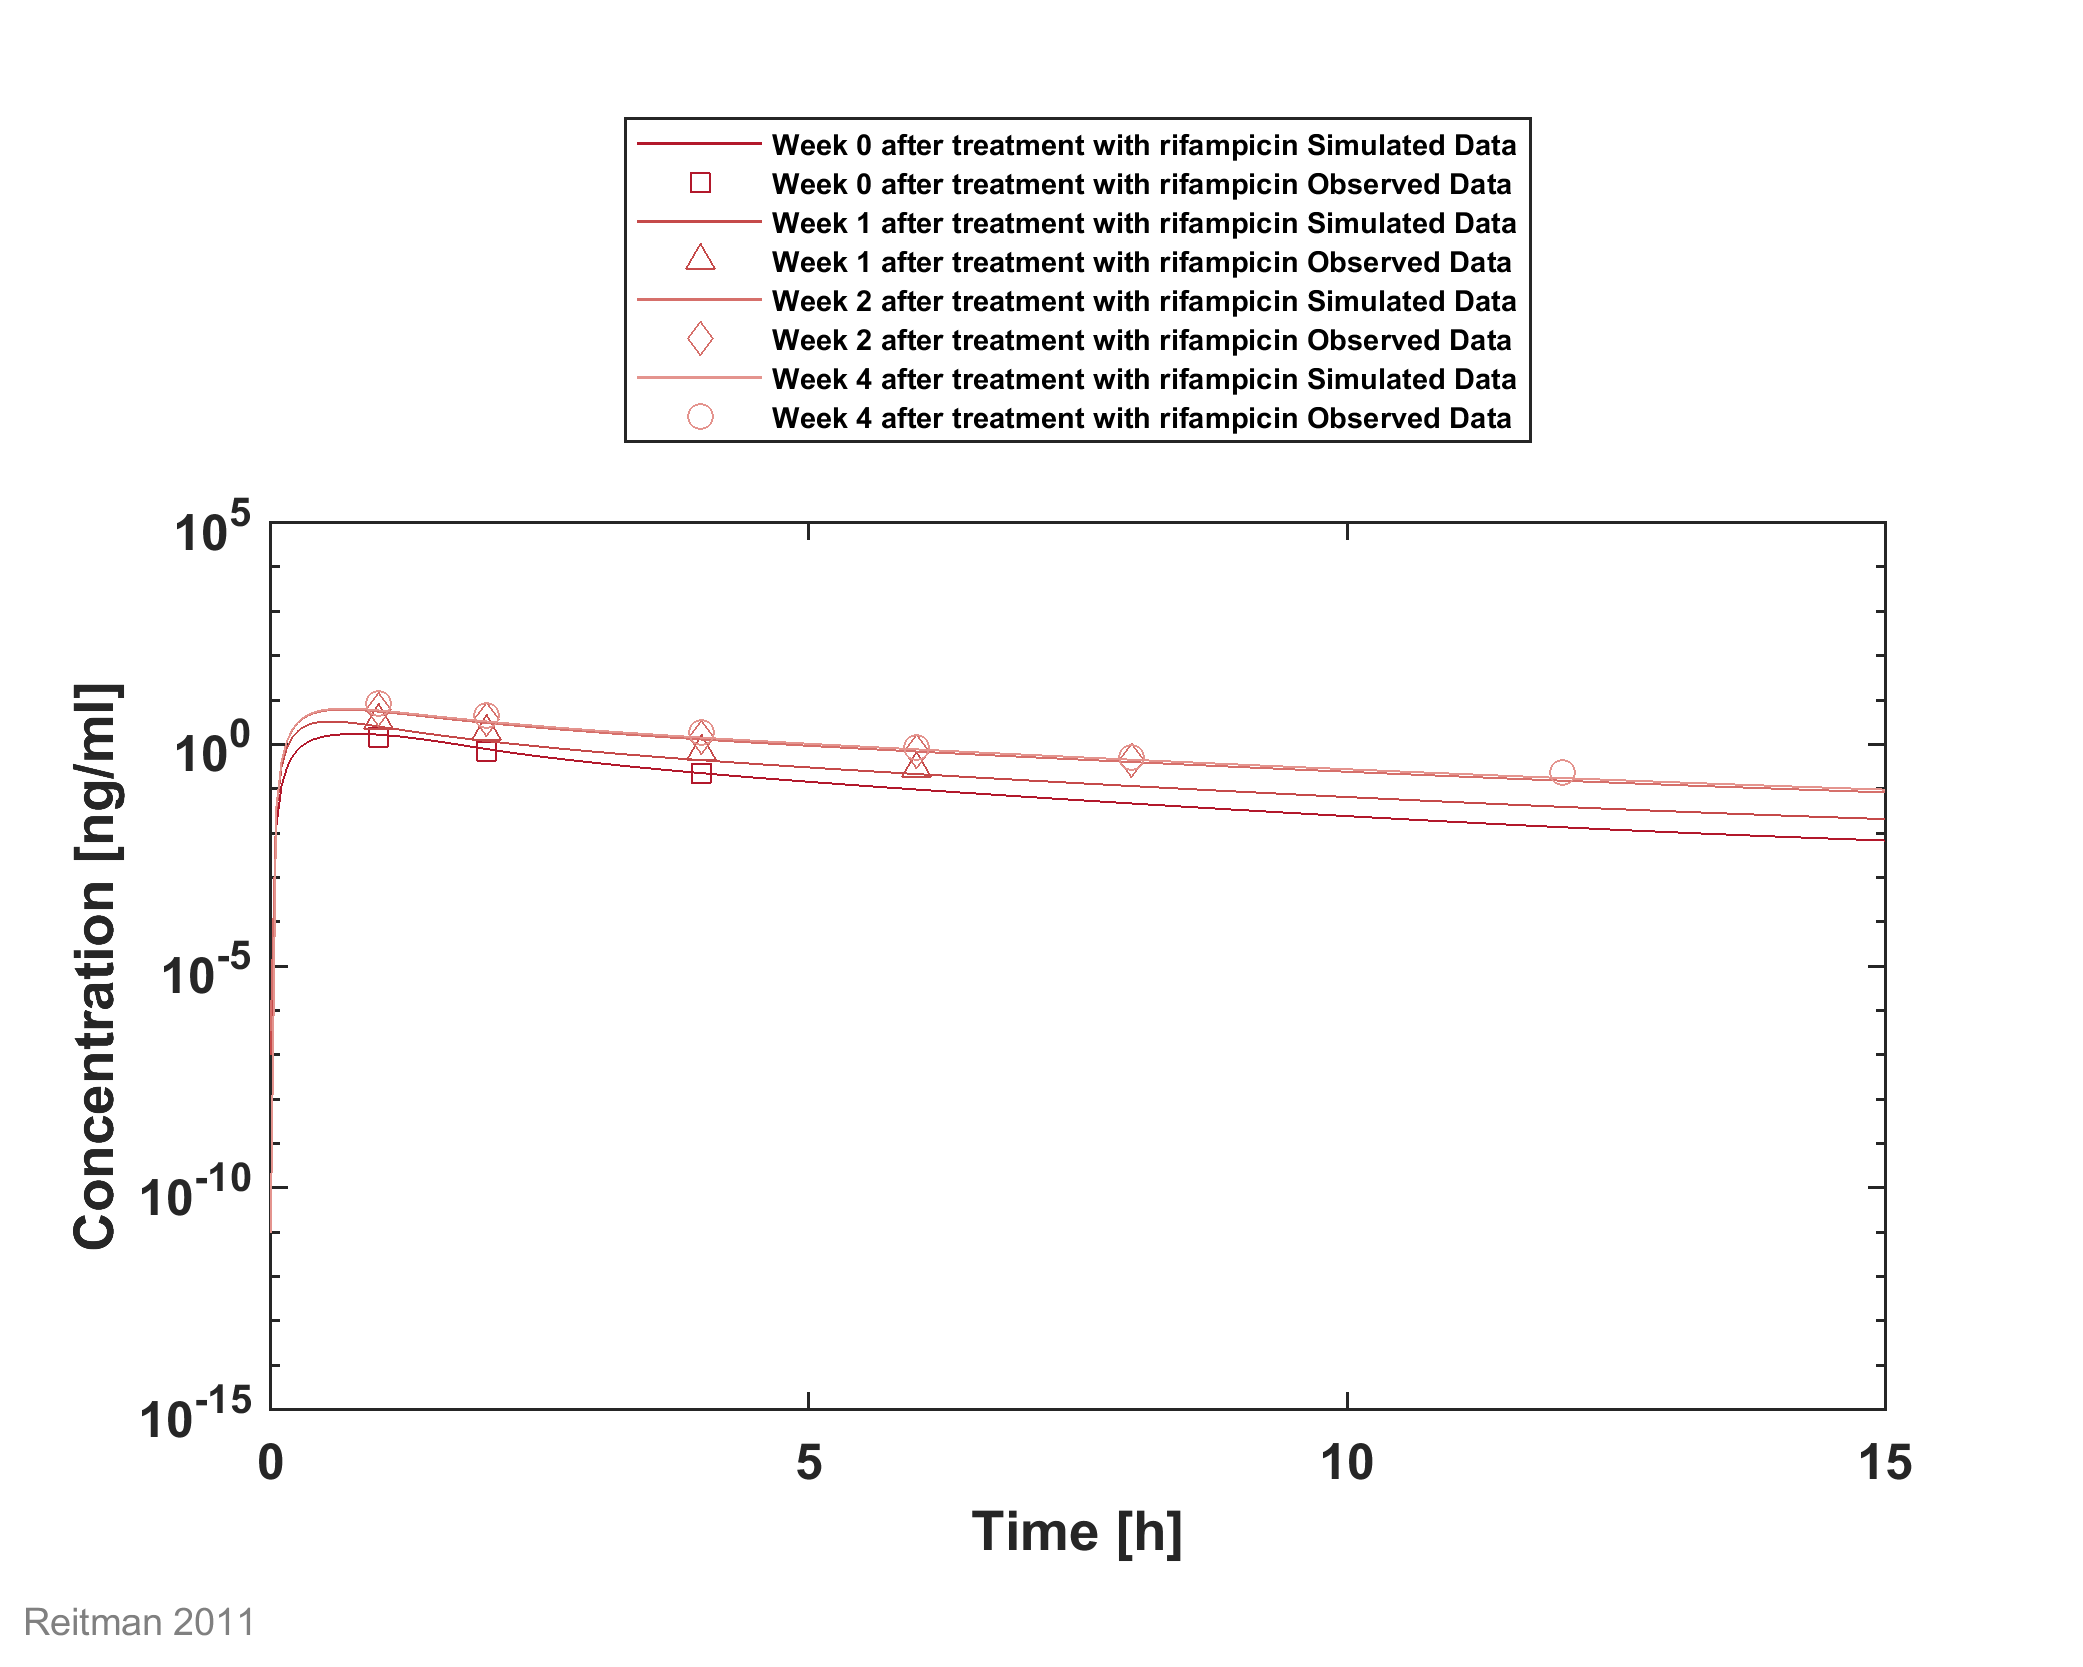 Week 0 after treatment with rifampicin Simulated Data
Week 0 after treatment with rifampicin Observed Data
Week 1 after treatment with rifampicin Simulated Data
Week 1 after treatment with rifampicin Observed Data
Week 2 after treatment with rifampicin Simulated Data
Week 2 after treatment with rifampicin Observed Data
Week 4 after treatment with rifampicin Simulated Data
Week 4 after treatment with rifampicin Observed Data
Concentration [ng/ml]
10^5
10^0
10^-5
10^-10
10^-15
0 5 10 15
Time [h]
Reitman 2011